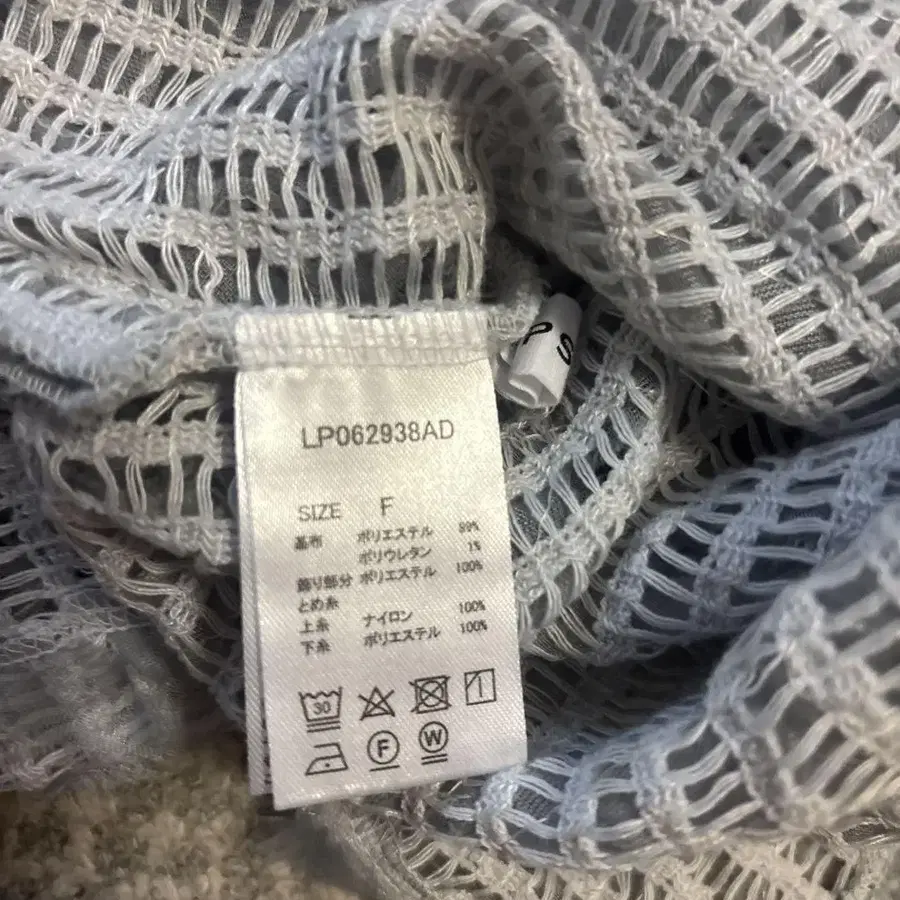 PS
LP062938AD
SIZE F
基布 ポリエステル 99%
ポリウレタン 1%
飾り部分 ポリエステル 100%
とめ糸
上糸 ナイロン 100%
下糸 ポリエステル 100%
30
F W